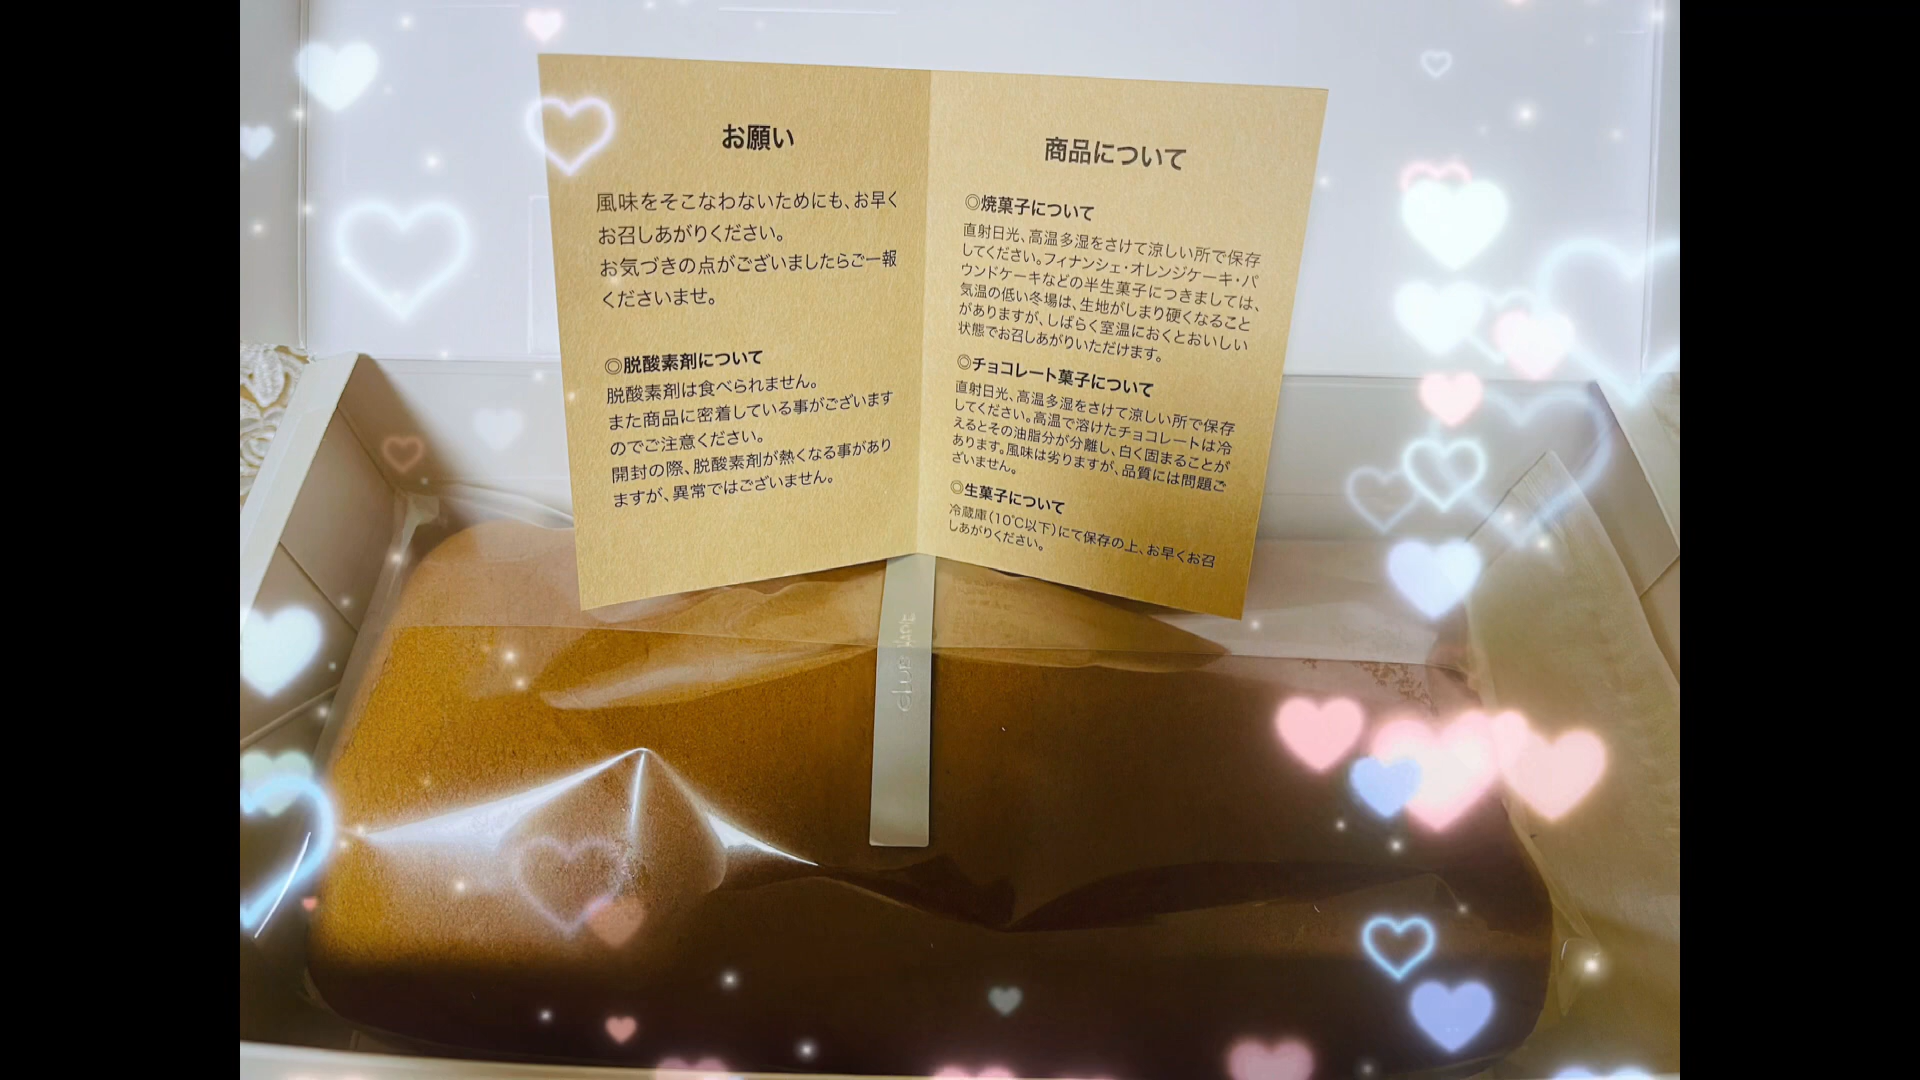 お願い
風味をそこなわないためにも、お早く
お召しあがりください。
お気づきの点がございましたらご一報
くださいませ。
◎脱酸素剤について
脱酸素剤は食べられません。
また商品に密着している事がございます
のでご注意ください。
開封の際、脱酸素剤が熱くなる事があり
ますが、異常ではございません。
商品について
◎焼菓子について
直射日光、高温多湿をさけて涼しい所で保存
してください。フィナンシェ・オレンジケーキ・パ
ウンドケーキなどの半生菓子につきましては、
気温の低い冬場は、生地がしまり硬くなること
がありますが、しばらく室温におくとおいしい
状態でお召しあがりいただけます。
◎チョコレート菓子について
直射日光、高温多湿をさけて涼しい所で保存
してください。高温で溶けたチョコレートは冷
えるとその油脂分が分離し、白く固まることが
あります。風味は劣りますが、品質には問題ご
ざいません。
◎生菓子について
冷蔵庫(10℃以下)にて保存の上、お早くお召
しあがりください。